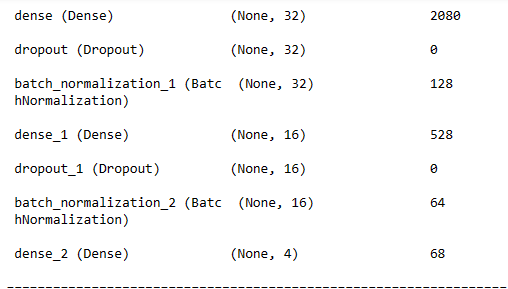 dense (Dense) (None, 32) 2080
dropout (Dropout) (None, 32) 0
batch_normalization_1 (Batc (None, 32) 128
hNormalization)
dense_1 (Dense) (None, 16) 528
dropout_1 (Dropout) (None, 16) 0
batch_normalization_2 (Batc (None, 16) 64
hNormalization)
dense_2 (Dense) (None, 4) 68